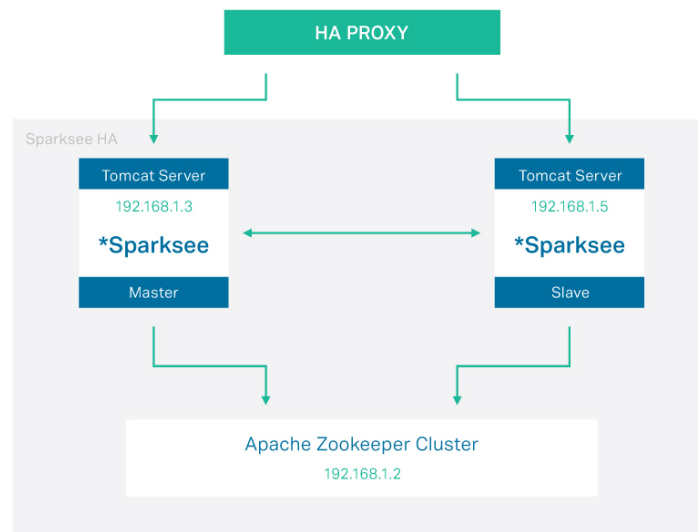 HA PROXY
Sparksee HA
Tomcat Server
192.168.1.3
*Sparksee
Master
Tomcat Server
192.168.1.5
*Sparksee
Slave
Apache Zookeeper Cluster
192.168.1.2